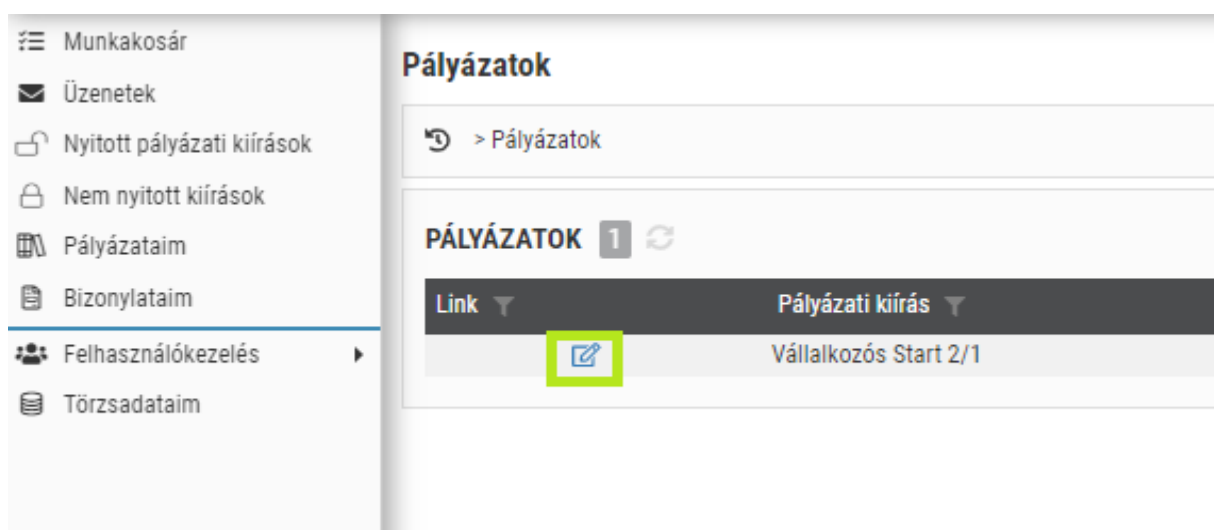 Munkakosár
Üzenetek
Nyitott pályázati kiírások
Nem nyitott kiírások
Pályázataim
Bizonylataim
Felhasználókezelés
Törzsadataim
Pályázatok
> Pályázatok
PÁLYÁZATOK 1
Link Pályázati kiírás
Vállalkozós Start 2/1